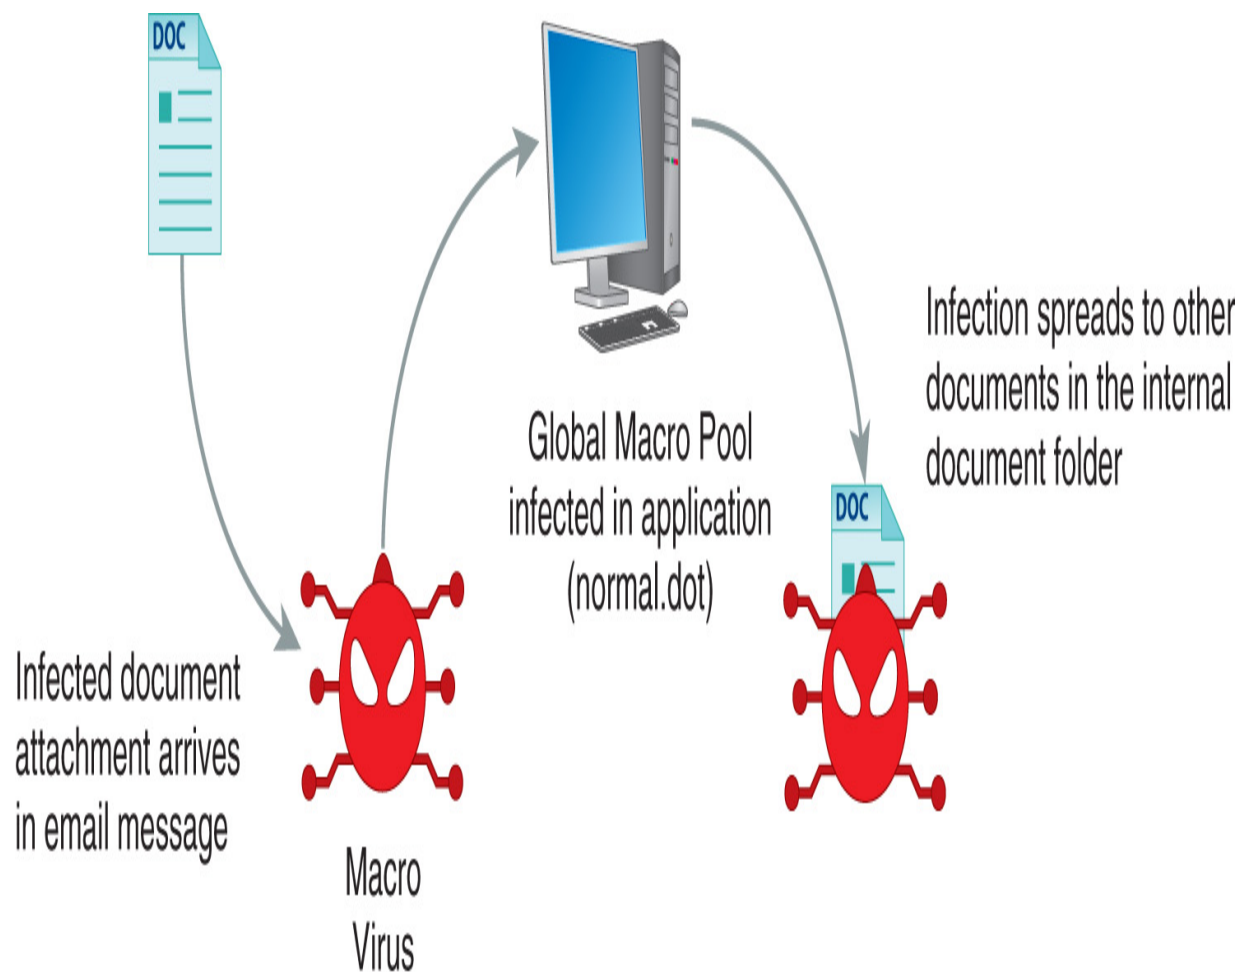 DOC
Infected document
attachment arrives
in email message
Macro
Virus
Global Macro Pool
infected in application
(normal.dot)
Infection spreads to other
documents in the internal
document folder
DOC